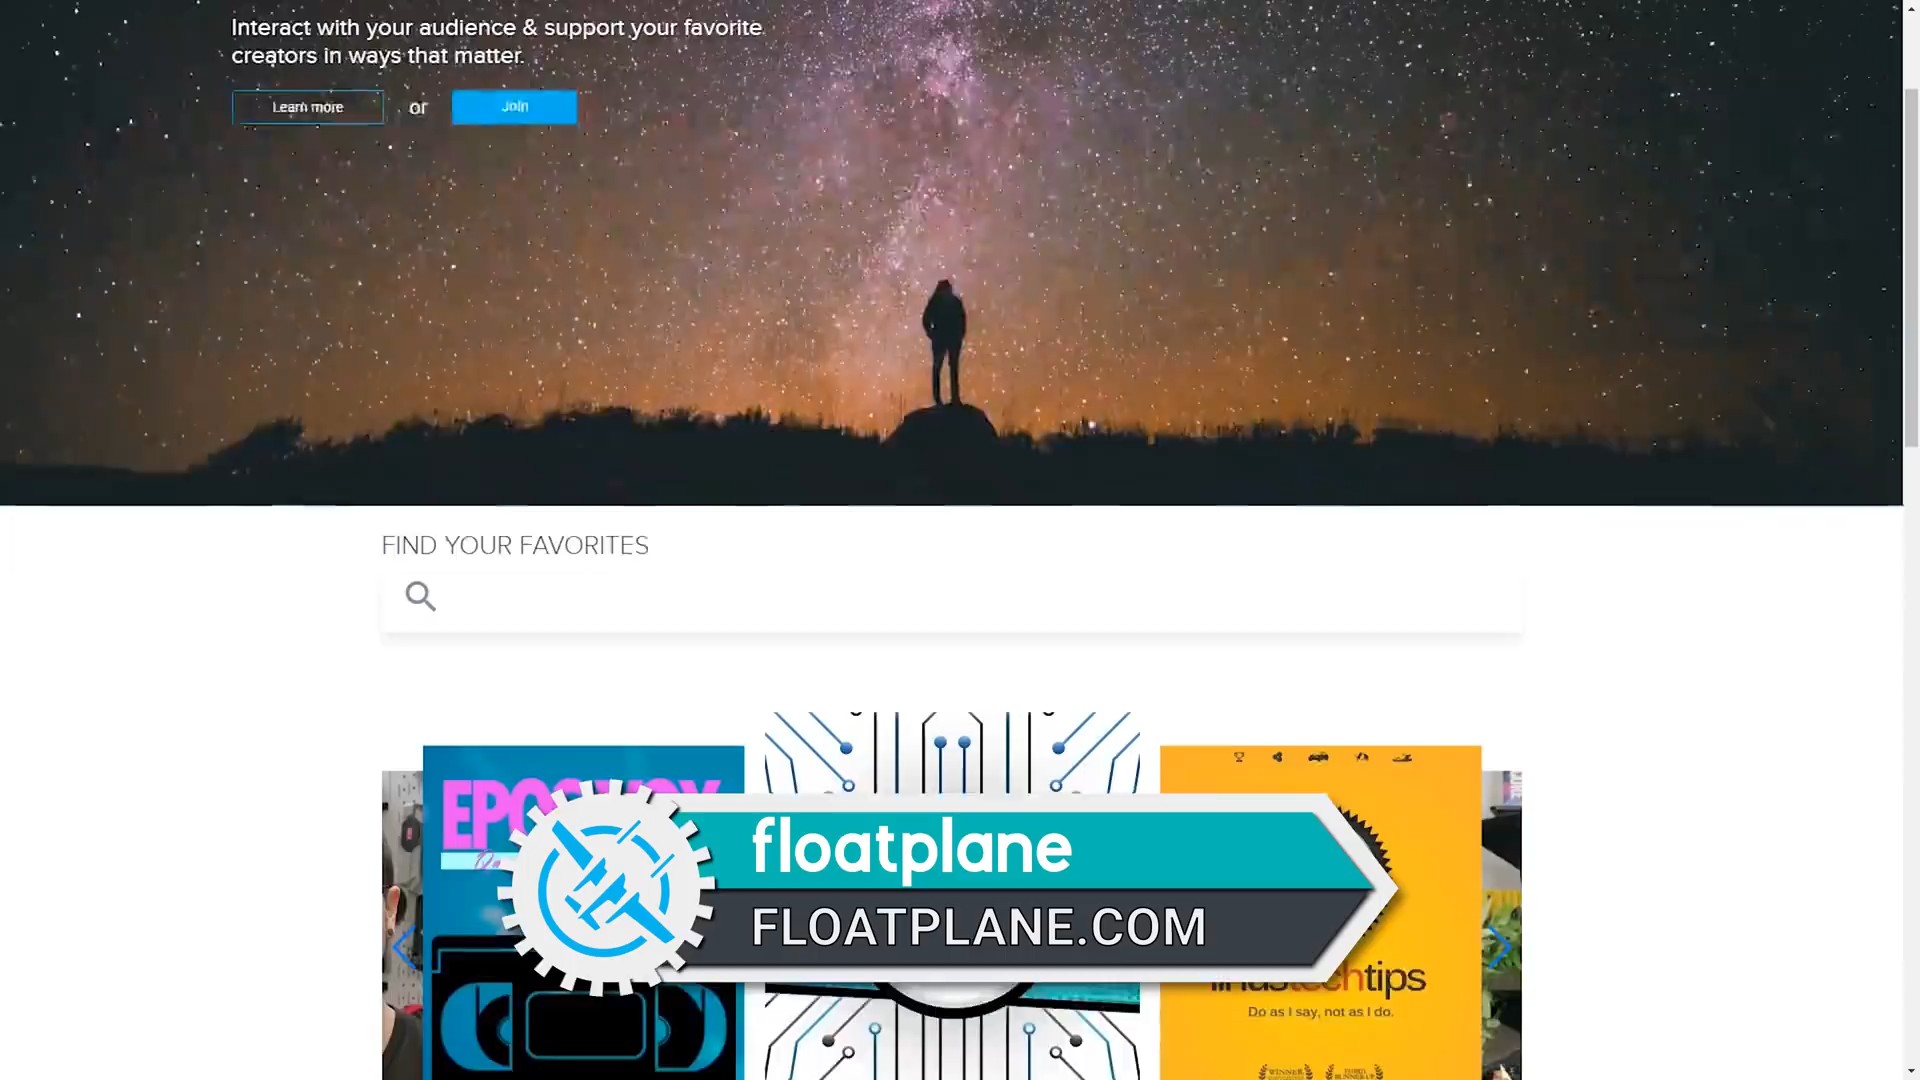 Interact with your audience & support your favorite
creators in ways that matter.
Learn more or Join
FIND YOUR FAVORITES
floatplane
FLOATPLANE.COM
tips
Do as I say, not as I do.
WINNER